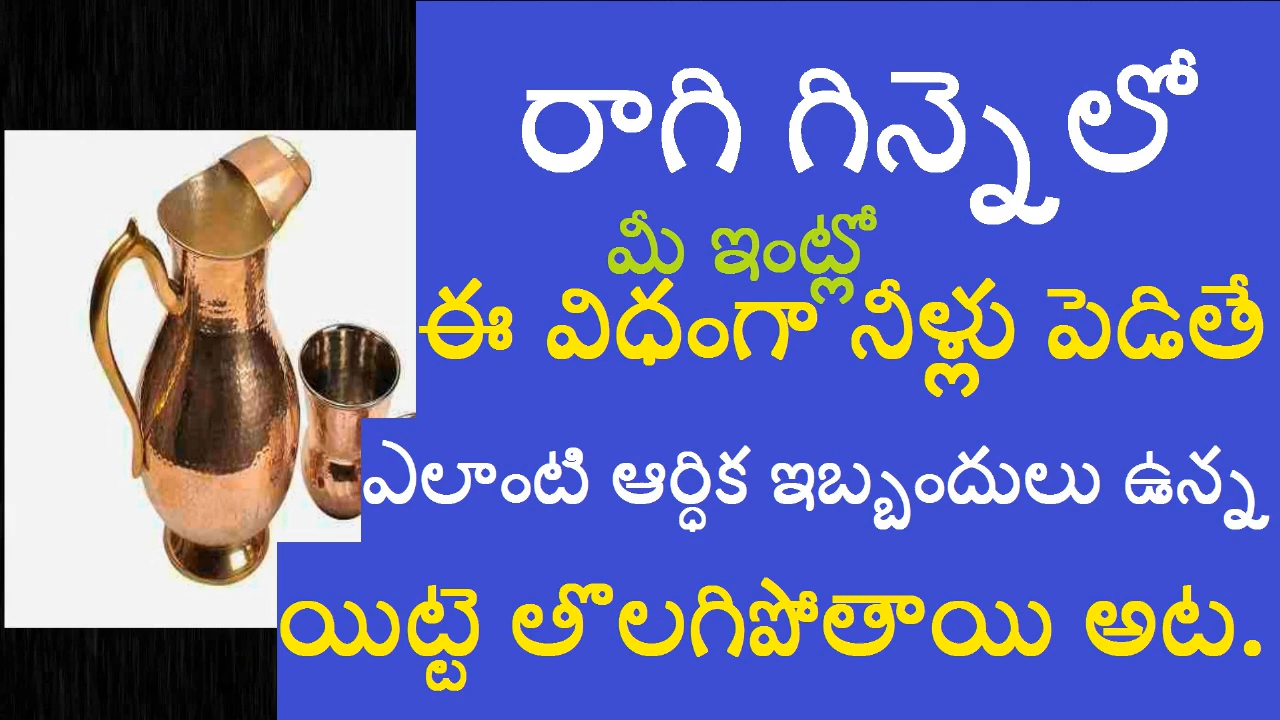 రాగి గిన్నెలో
మీ ఇంట్లో
ఈ విధంగా నీళ్లు పెడితే
ఎలాంటి ఆర్ధిక ఇబ్బందులు ఉన్న
యిట్టె తొలగిపోతాయి అట.